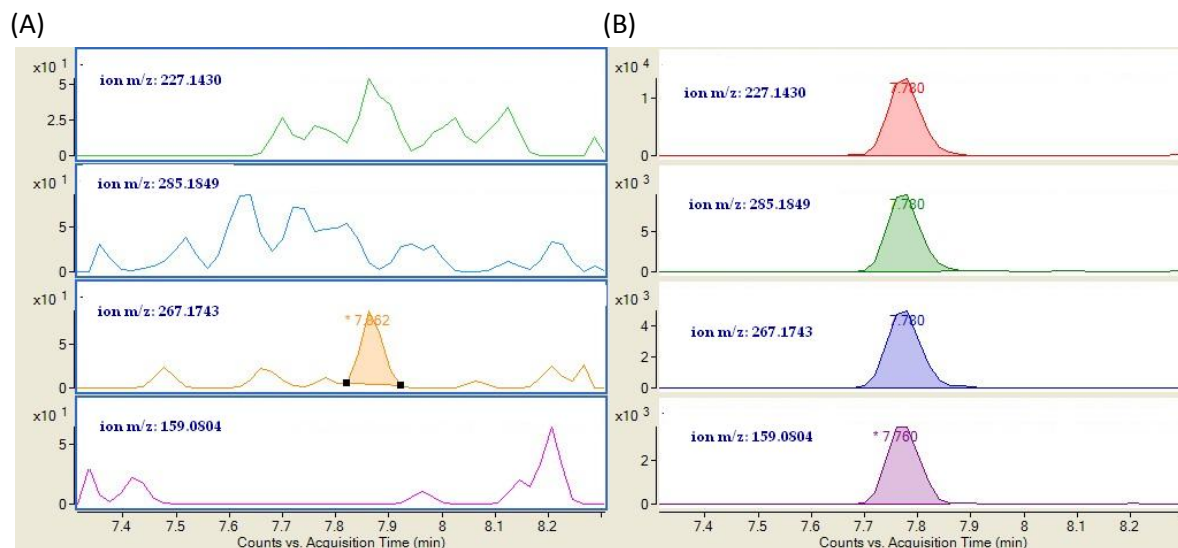 (A)
x10 1
ion m/z: 227.1430
5
2.5
0
x10 1
ion m/z: 285.1849
5
0
x10 1
ion m/z: 267.1743
* 7.862
5
0
x10 1
ion m/z: 159.0804
5
0
7.4 7.5 7.6 7.7 7.8 7.9 8.1 8.2
Counts vs. Acquisition Time (min)
(B)
x10 4
ion m/z: 227.1430
7.780
1
0
x10 3
ion m/z: 285.1849
7.780
5
0
x10 3
ion m/z: 267.1743
7.780
4
2
0
x10 3
ion m/z: 159.0804
* 7.760
2
0
7.4 7.5 7.6 7.7 7.8 7.9 8 8.1 8.2
Counts vs. Acquisition Time (min)